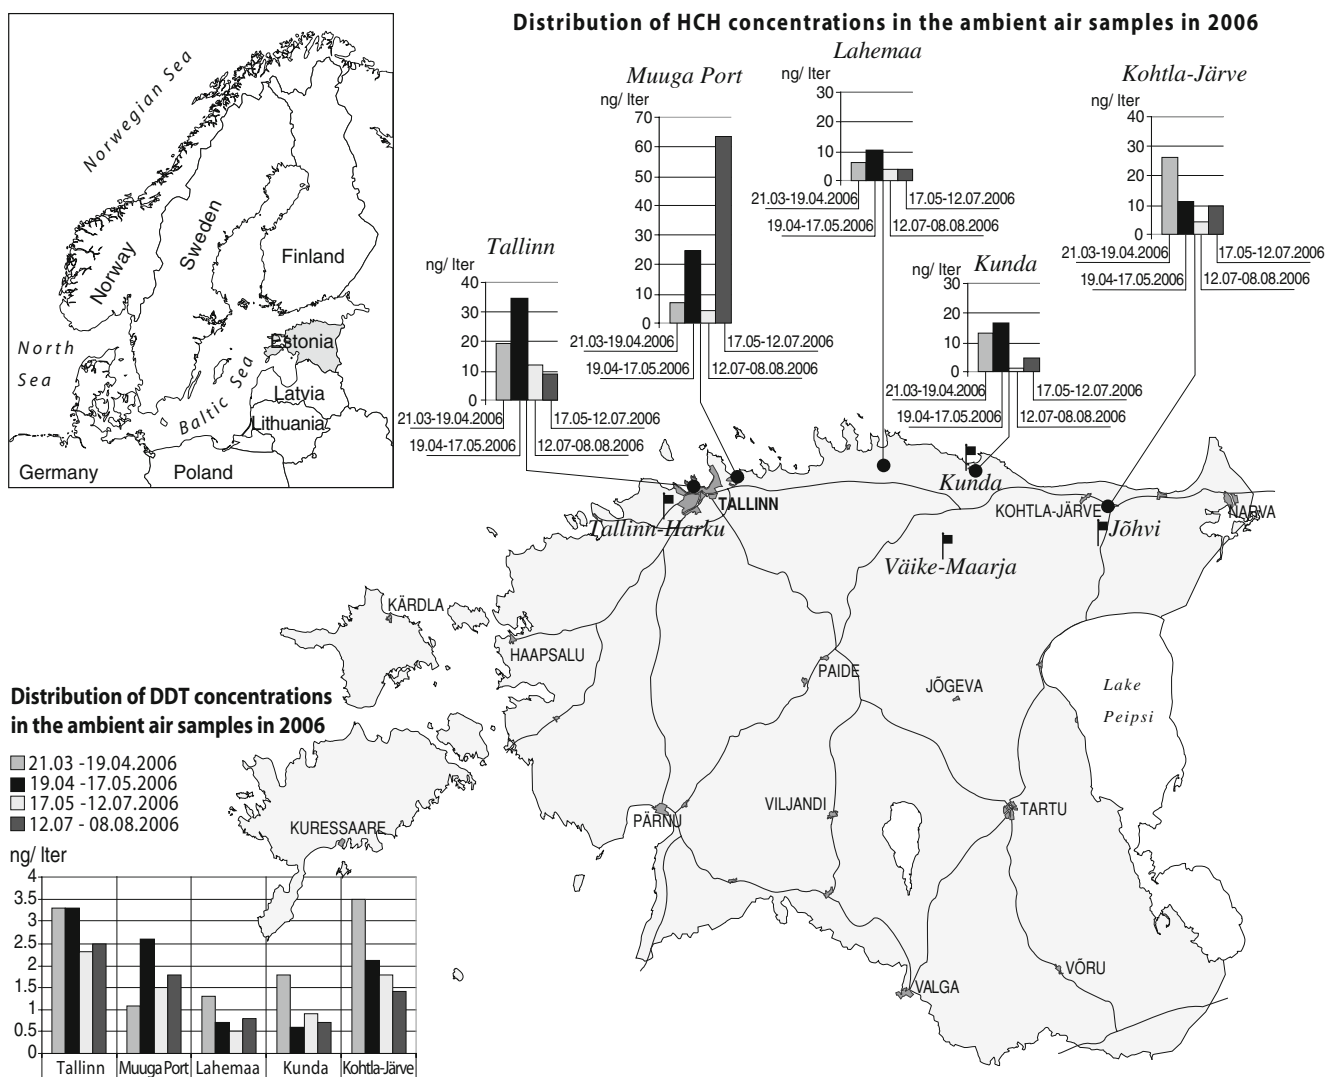 Distribution of HCH concentrations in the ambient air samples in 2006
Norwegian Sea
Norway
Sweden
Finland
North
Sea
Estonia
Baltic Sea
Latvia
Lithuania
Germany
Poland
Tallinn
ng/ lter
40
30
20
10
0
21.03-19.04.2006
17.05-12.07.2006
19.04-17.05.2006
12.07-08.08.2006
Muuga Port
ng/ lter
70
60
50
40
30
20
10
0
21.03-19.04.2006
17.05-12.07.2006
19.04-17.05.2006
12.07-08.08.2006
Lahemaa
ng/ lter
30
20
10
0
21.03-19.04.2006
17.05-12.07.2006
19.04-17.05.2006
12.07-08.08.2006
Kunda
ng/ lter
30
20
10
0
21.03-19.04.2006
17.05-12.07.2006
19.04-17.05.2006
12.07-08.08.2006
Kohtla-Järve
ng/ lter
40
30
20
10
0
21.03-19.04.2006
17.05-12.07.2006
19.04-17.05.2006
12.07-08.08.2006
TALLINN
Tallinn-Harku
Kunda
KOHTLA-JÄRVE
Jõhvi
NARVA
Väike-Maarja
KÄRDLA
HAAPSALU
PAIDE
JÕGEVA
Lake
Peipsi
KURESSAARE
PÄRNU
VILJANDI
TARTU
VALGA
VÕRU
Distribution of DDT concentrations
in the ambient air samples in 2006
21.03 -19.04.2006
19.04 -17.05.2006
17.05 -12.07.2006
12.07 - 08.08.2006
ng/ lter
4
3.5
3
2.5
2
1.5
1
0.5
0
Tallinn
Muuga Port
Lahemaa
Kunda
Kohtla-Järve